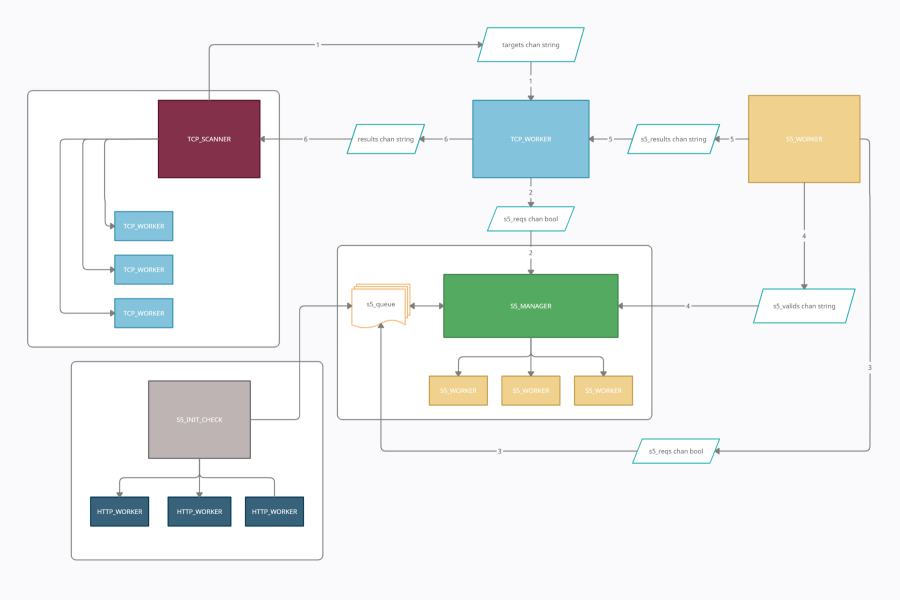 1
targets chan string
1
TCP_SCANNER
6
results chan string
6
TCP_WORKER
5
s5_results chan string
5
S5_WORKER
2
s5_reqs chan bool
TCP_WORKER
4
2
TCP_WORKER
s5_queue
S5_MANAGER
4
s5_valids chan string
TCP_WORKER
3
S5_WORKER
S5_WORKER
S5_WORKER
S5_INIT_CHECK
3
s5_reqs chan bool
HTTP_WORKER
HTTP_WORKER
HTTP_WORKER